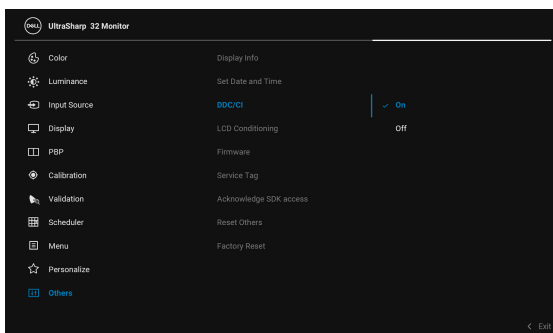 DELL UltraSharp 32 Monitor
Color Display Info
Luminance Set Date and Time
Input Source DDC/CI On
Display LCD Conditioning Off
PBP Firmware
Calibration Service Tag
Validation Acknowledge SDK access
Scheduler Reset Others
Menu Factory Reset
Personalize
Others
Exit